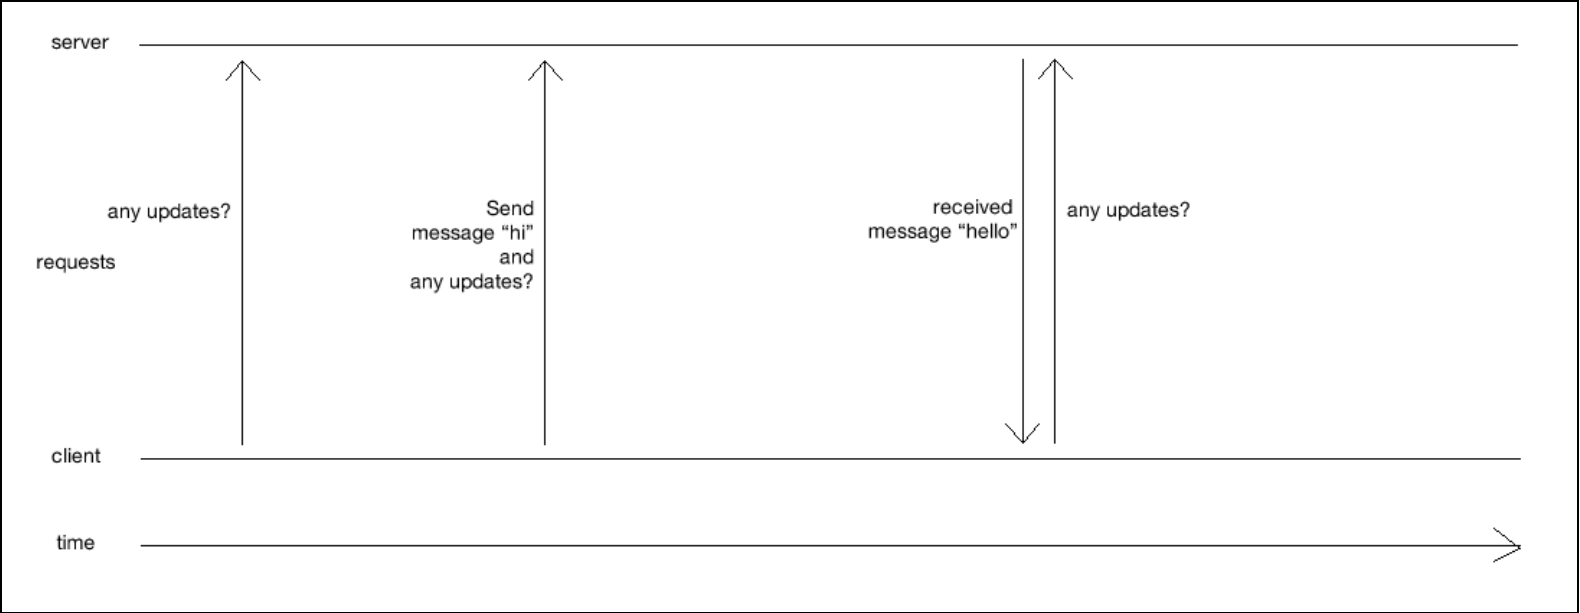 server
any updates?
requests
Send
message “hi”
and
any updates?
received
message “hello”
any updates?
client
time